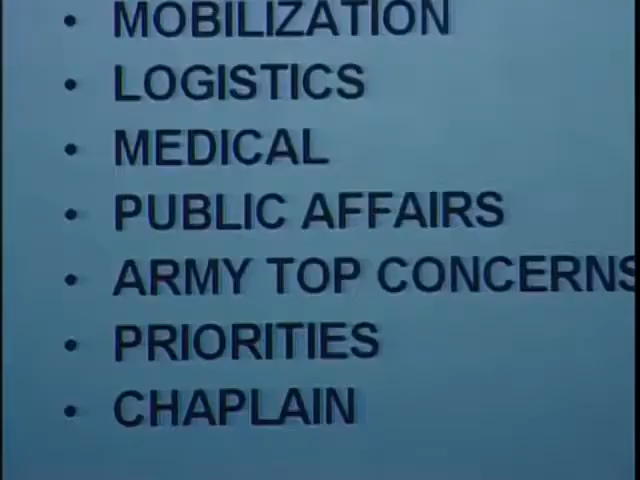 • MOBILIZATION
• LOGISTICS
• MEDICAL
• PUBLIC AFFAIRS
• ARMY TOP CONCERNS
• PRIORITIES
• CHAPLAIN